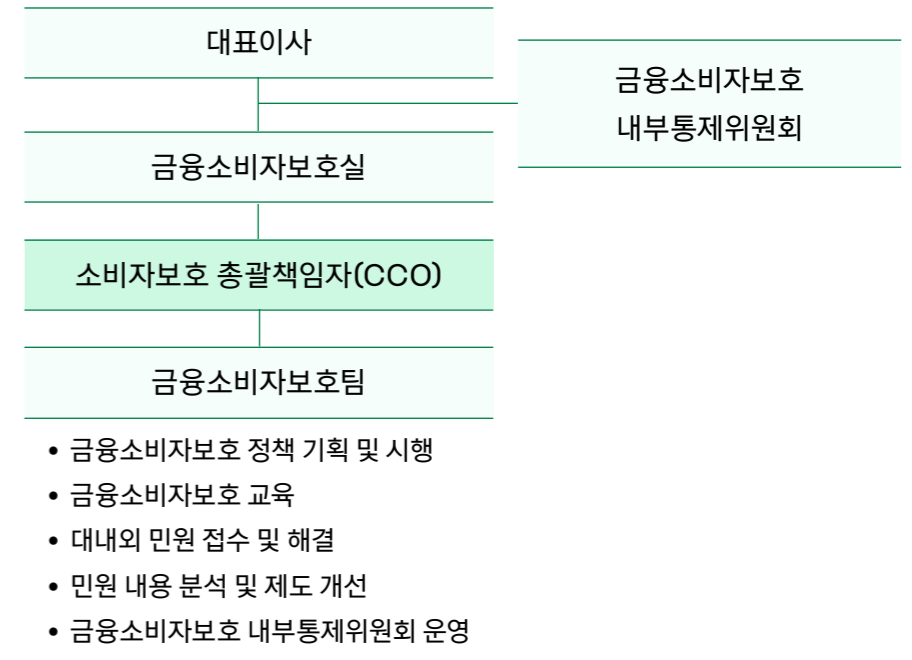 대표이사
금융소비자보호
내부통제위원회
금융소비자보호실
소비자보호 총괄책임자(CCO)
금융소비자보호팀
• 금융소비자보호 정책 기획 및 시행
• 금융소비자보호 교육
• 대내외 민원 접수 및 해결
• 민원 내용 분석 및 제도 개선
• 금융소비자보호 내부통제위원회 운영